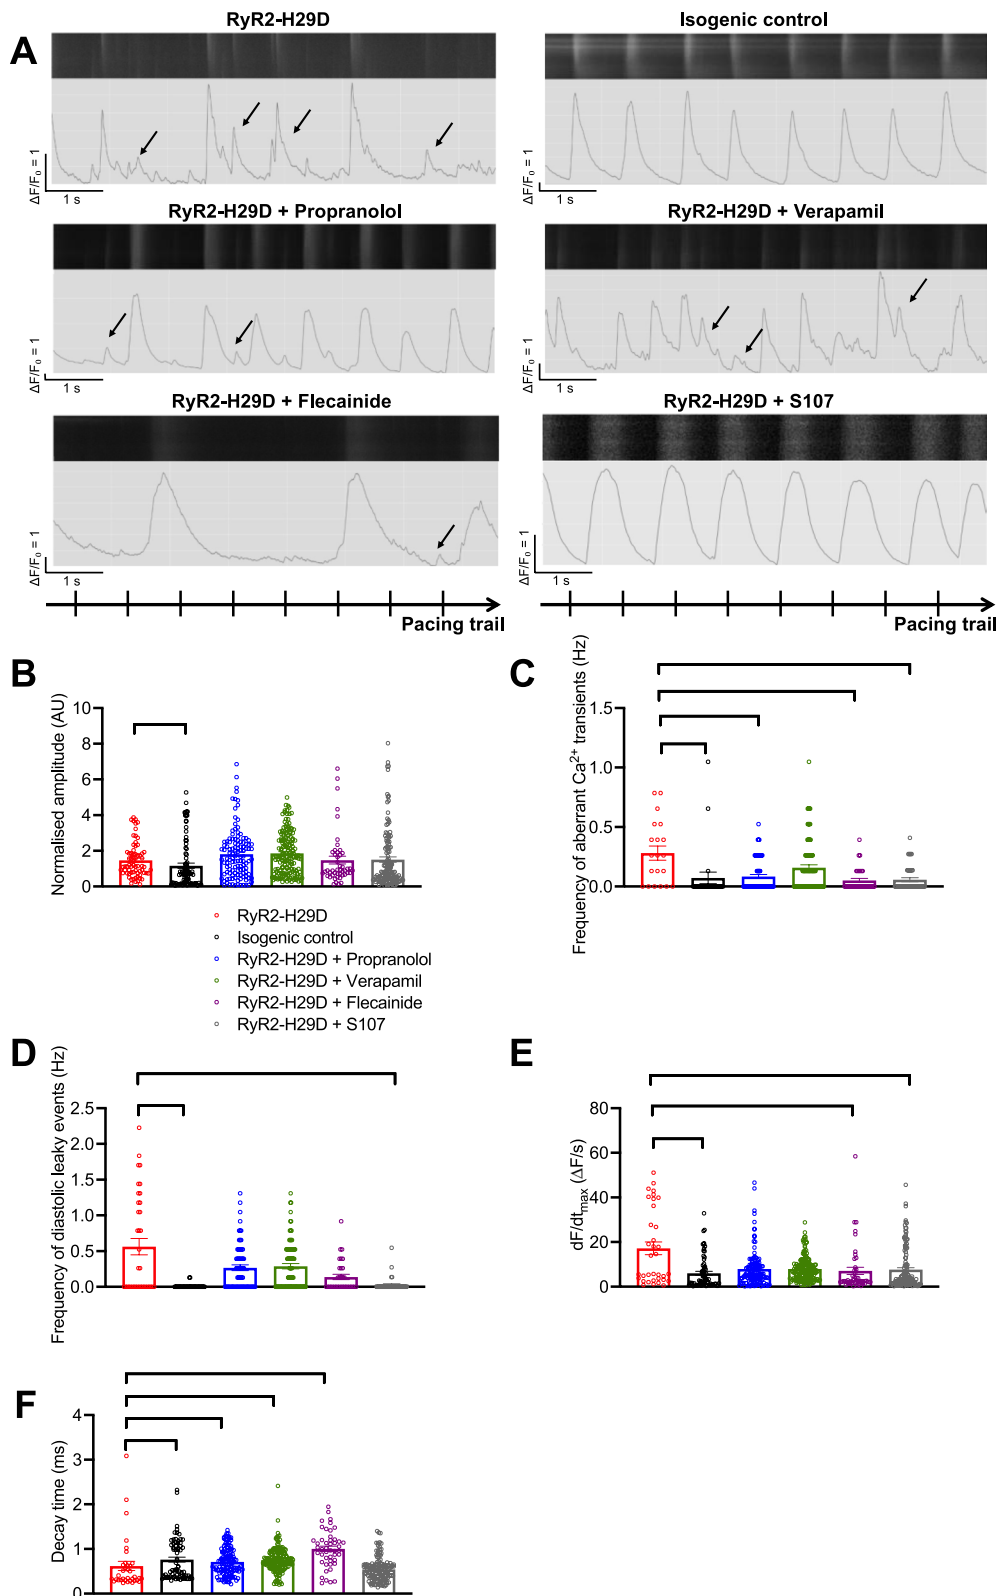 A
RyR2-H29D
Isogenic control
ΔF/F₀ = 1
1 s
ΔF/F₀ = 1
1 s
RyR2-H29D + Propranolol
RyR2-H29D + Verapamil
ΔF/F₀ = 1
1 s
ΔF/F₀ = 1
1 s
RyR2-H29D + Flecainide
RyR2-H29D + S107
ΔF/F₀ = 1
1 s
ΔF/F₀ = 1
1 s
Pacing trail
Pacing trail
B
Normalised amplitude (AU)
10
8
6
4
2
0
RyR2-H29D
Isogenic control
RyR2-H29D + Propranolol
RyR2-H29D + Verapamil
RyR2-H29D + Flecainide
RyR2-H29D + S107
C
Frequency of aberrant Ca²⁺ transients (Hz)
1.5
1.0
0.5
0.0
D
Frequency of diastolic leaky events (Hz)
2.5
2.0
1.5
1.0
0.5
0.0
E
dF/dtmax (ΔF/s)
80
60
40
20
0
F
Decay time (ms)
4
3
2
1
0